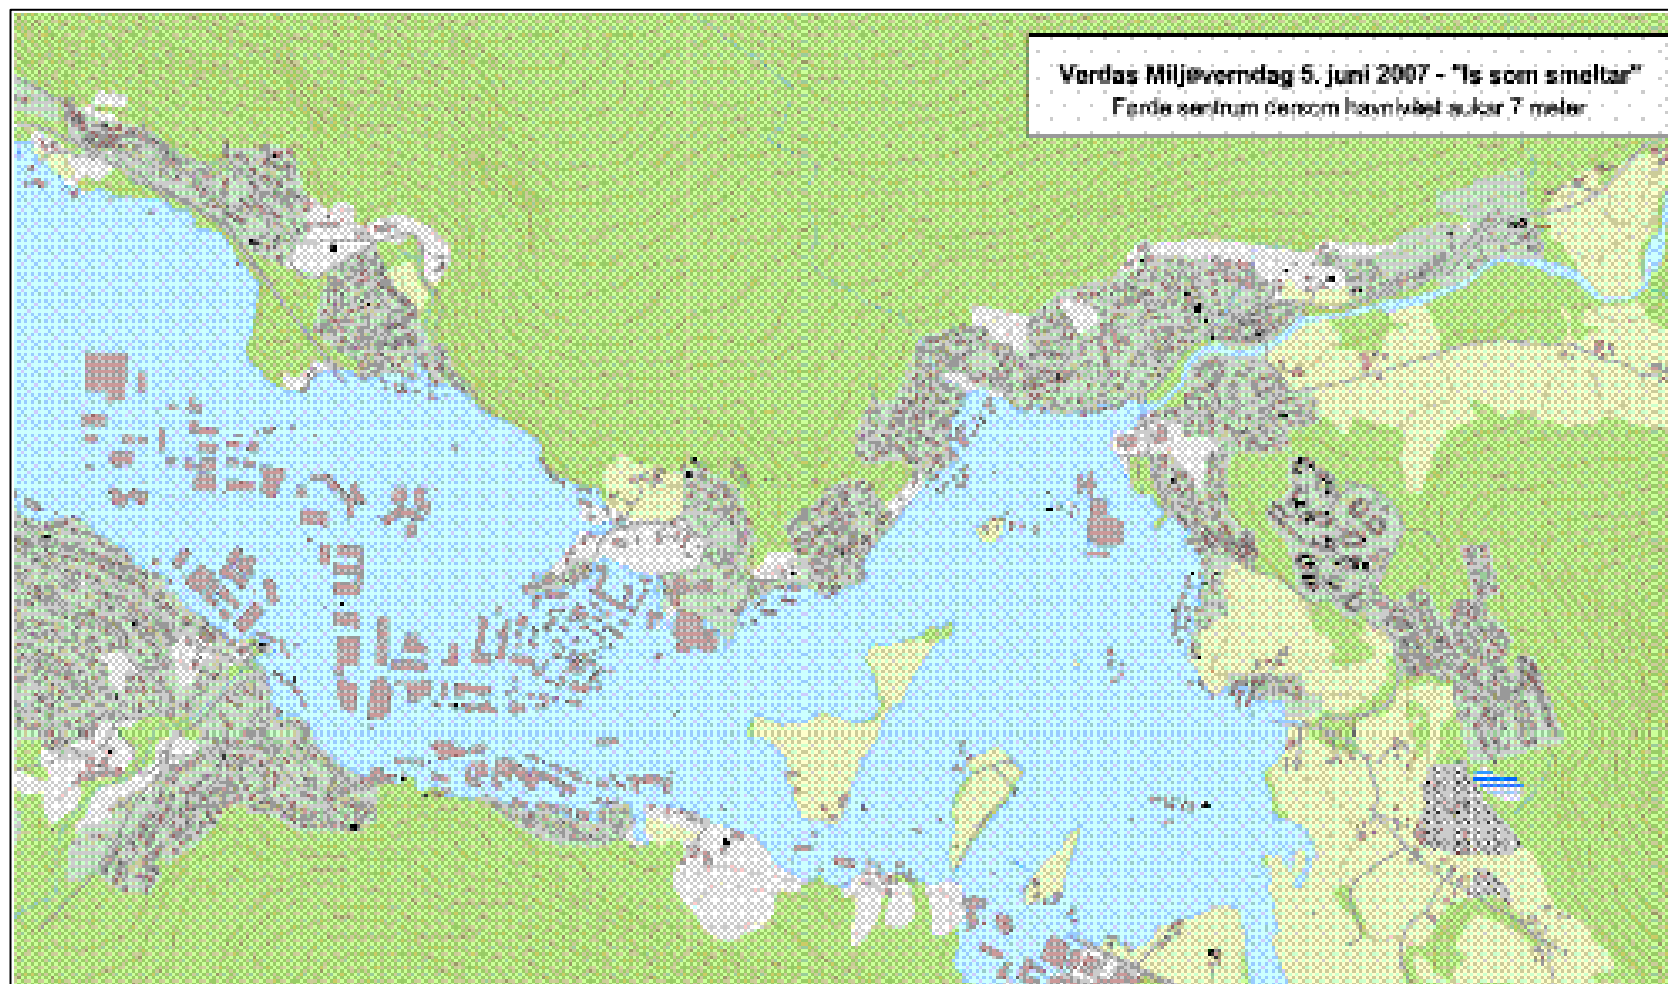 Verdas Miljøverndag 5. juni 2007 - "Is som smeltar"
Førde sentrum dersom havnivået aukar 7 meter